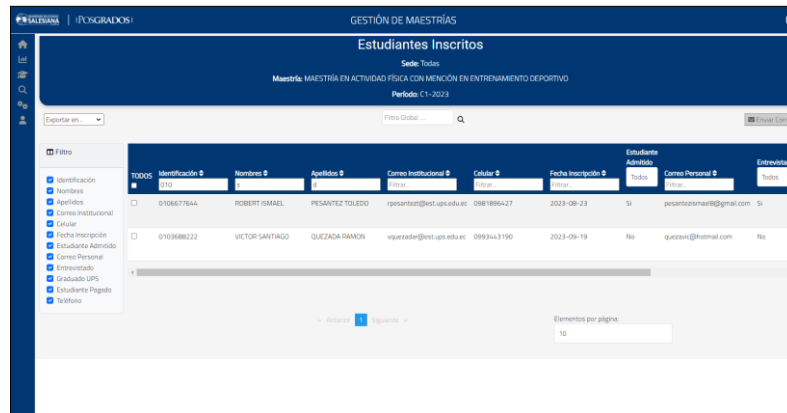 SALESIANA | POSGRADOS
GESTIÓN DE MAESTRÍAS
Estudiantes Inscritos
Sede: Todas
Maestría: MAESTRÍA EN ACTIVIDAD FÍSICA CON MENCIÓN EN ENTRENAMIENTO DEPORTIVO
Período: C1-2023
Exportar en...
Filtro Global ...
Enviar Corr
Filtro
Identificación
Nombres
Apellidos
Correo Institucional
Celular
Fecha Inscripción
Estudiante Admitido
Correo Personal
Entrevistado
Graduado UPS
Estudiante Pagado
Teléfono
TODOS Identificación Nombres Apellidos Correo Institucional Celular Fecha Inscripción Estudiante Admitido Correo Personal Entrevista
010 s d Filtrar... Filtrar... Filtrar... Todos Filtrar... Todos
0106677644 ROBERT ISMAEL PESANTEZ TOLEDO rpesantezt@est.ups.edu.ec 0981896427 2023-08-23 Si pesantezismael8@gmail.com Si
0103688222 VICTOR SANTIAGO QUEZADA RAMON vquezadar@est.ups.edu.ec 0993443190 2023-09-19 No quezavic@hotmail.com No
« Anterior 1 Siguiente »
Elementos por página:
10